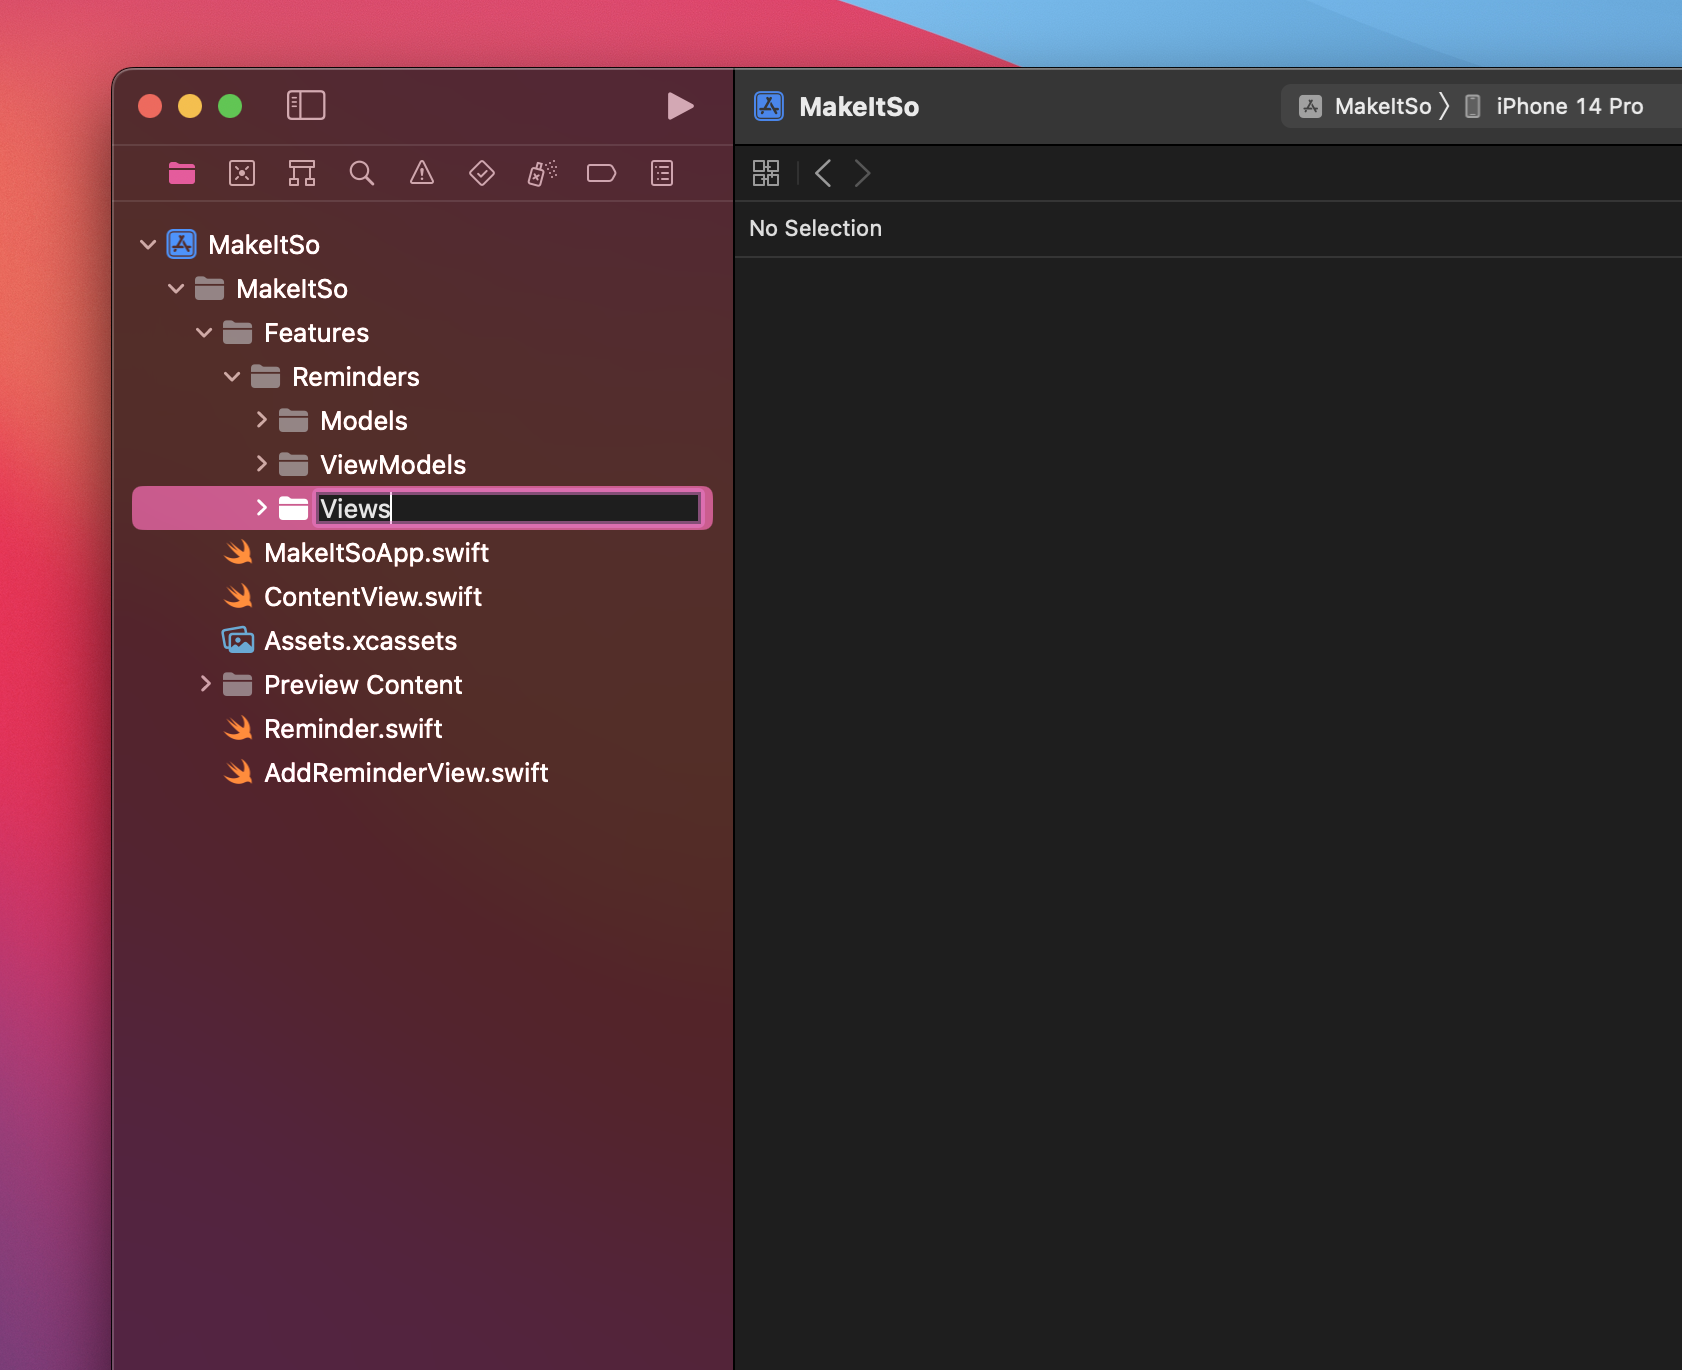 MakeItSo
MakeItSo 〉 iPhone 14 Pro
No Selection
MakeItSo
MakeItSo
Features
Reminders
Models
ViewModels
Views
MakeItSoApp.swift
ContentView.swift
Assets.xcassets
Preview Content
Reminder.swift
AddReminderView.swift